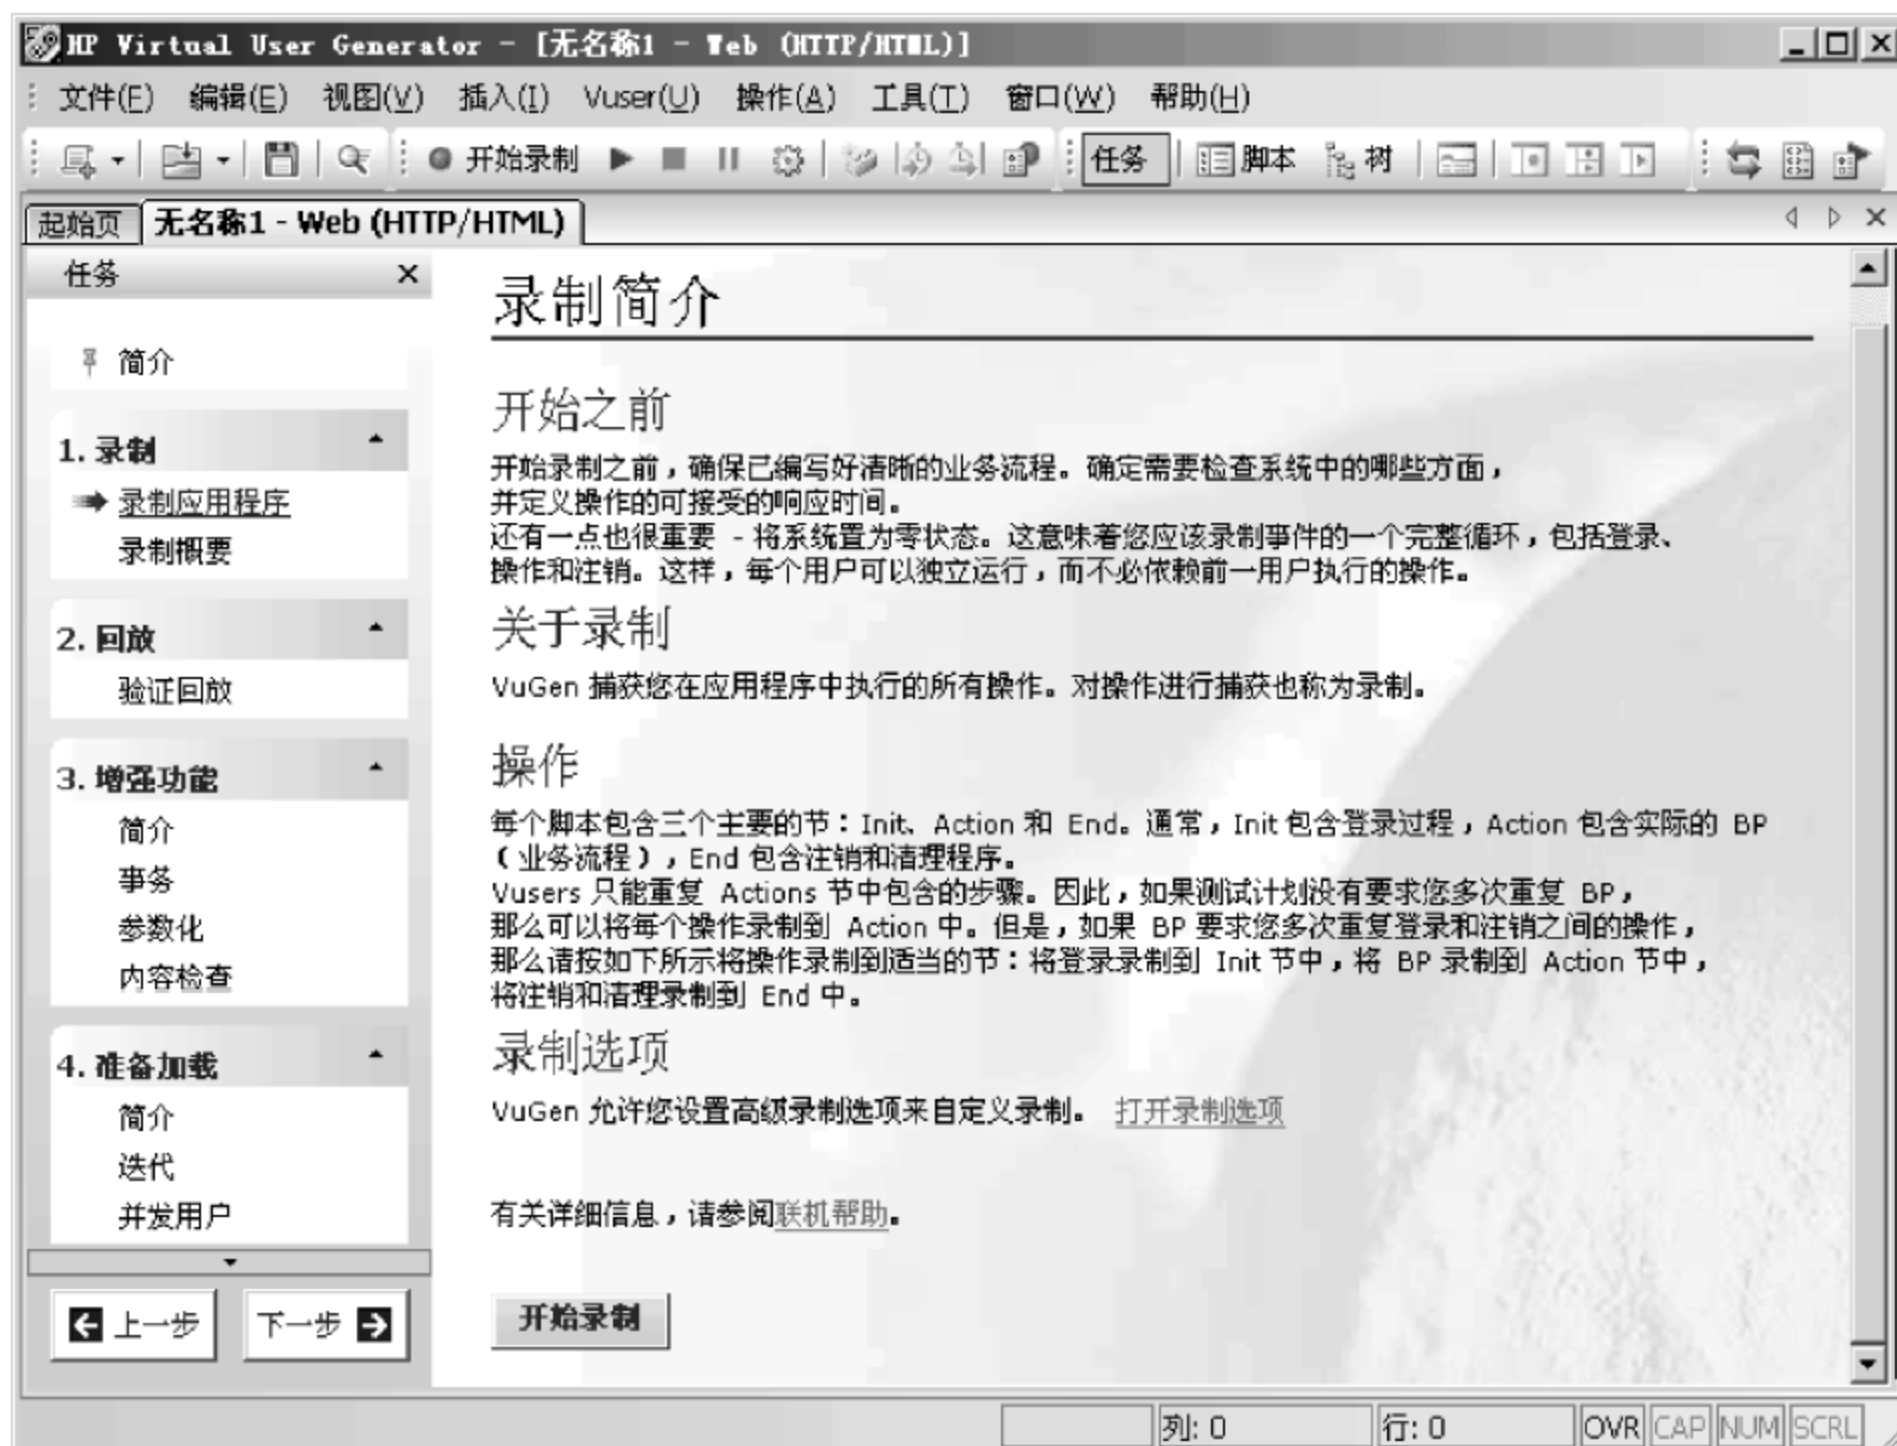 HP Virtual User Generator - [无名称1 - Web (HTTP/HTML)]
文件(F) 编辑(E) 视图(V) 插入(I) Vuser(U) 操作(A) 工具(T) 窗口(W) 帮助(H)
开始录制 任务 脚本 树
起始页 无名称1 - Web (HTTP/HTML)
任务
简介
1. 录制
录制应用程序
录制概要
2. 回放
验证回放
3. 增强功能
简介
事务
参数化
内容检查
4. 准备加载
简介
迭代
并发用户
上一步 下一步
录制简介
开始之前
开始录制之前，确保已编写好清晰的业务流程。确定需要检查系统中的哪些方面，
并定义操作的可接受的响应时间。
还有一点也很重要 - 将系统置为零状态。这意味着您应该录制事件的一个完整循环，包括登录、
操作和注销。这样，每个用户可以独立运行，而不必依赖前一用户执行的操作。
关于录制
VuGen 捕获您在应用程序中执行的所有操作。对操作进行捕获也称为录制。
操作
每个脚本包含三个主要的节：Init、Action 和 End。通常，Init 包含登录过程，Action 包含实际的 BP
（业务流程），End 包含注销和清理程序。
Vusers 只能重复 Actions 节中包含的步骤。因此，如果测试计划没有要求您多次重复 BP，
那么可以将每个操作录制到 Action 中。但是，如果 BP 要求您多次重复登录和注销之间的操作，
那么请按如下所示将操作录制到适当的节：将登录录制到 Init 节中，将 BP 录制到 Action 节中，
将注销和清理录制到 End 中。
录制选项
VuGen 允许您设置高级录制选项来自定义录制。 打开录制选项
有关详细信息，请参阅联机帮助。
开始录制
列: 0 行: 0 OVR CAP NUM SCRL